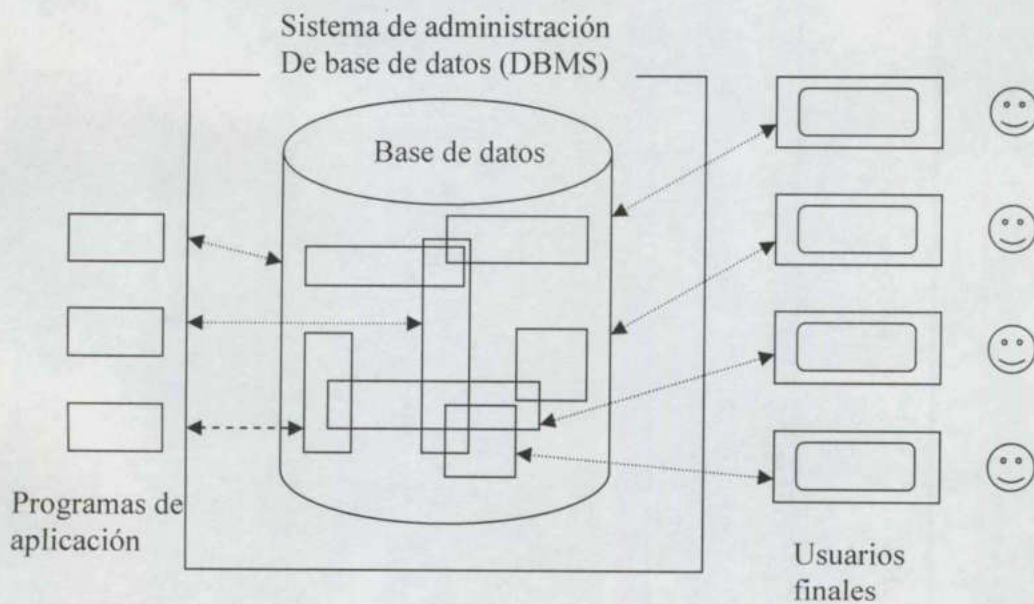 Sistema de administración
De base de datos (DBMS)
Base de datos
Programas de
aplicación
Usuarios
finales